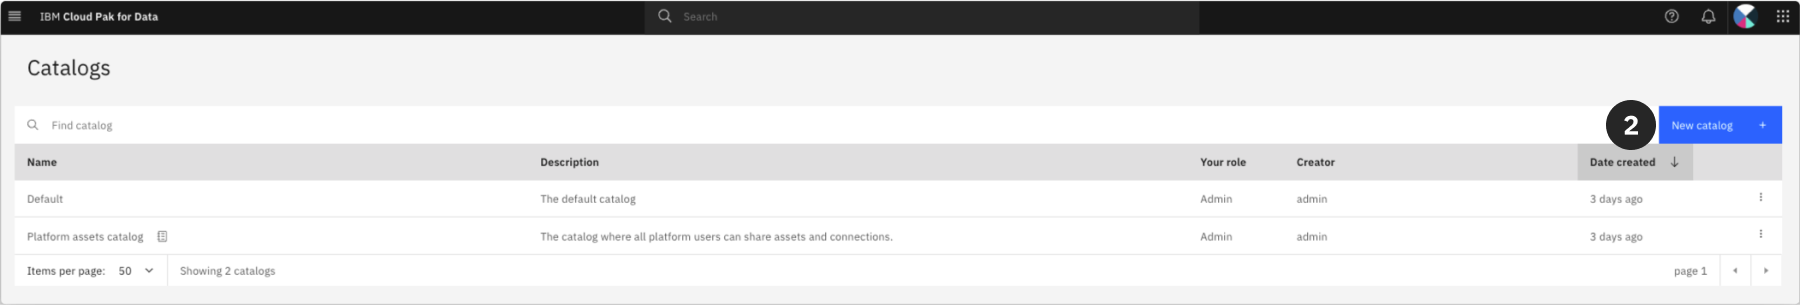 IBM Cloud Pak for Data Search
Catalogs
Find catalog 2 New catalog +
Name Description Your role Creator Date created
Default The default catalog Admin admin 3 days ago
Platform assets catalog The catalog where all platform users can share assets and connections. Admin admin 3 days ago
Items per page: 50 Showing 2 catalogs page 1